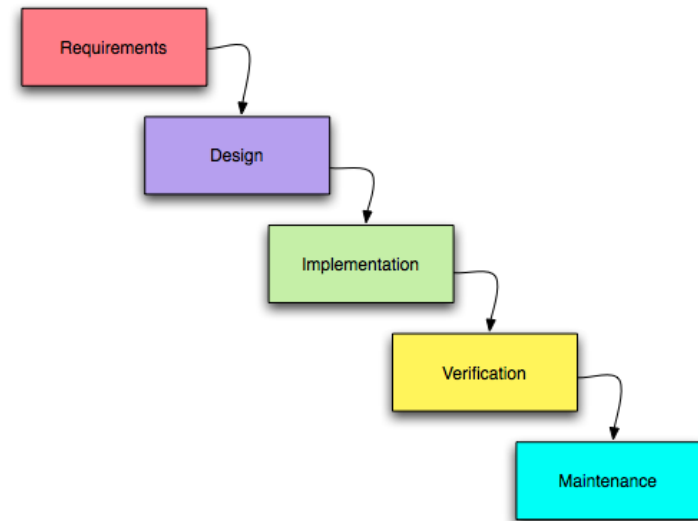 Requirements
Design
Implementation
Verification
Maintenance